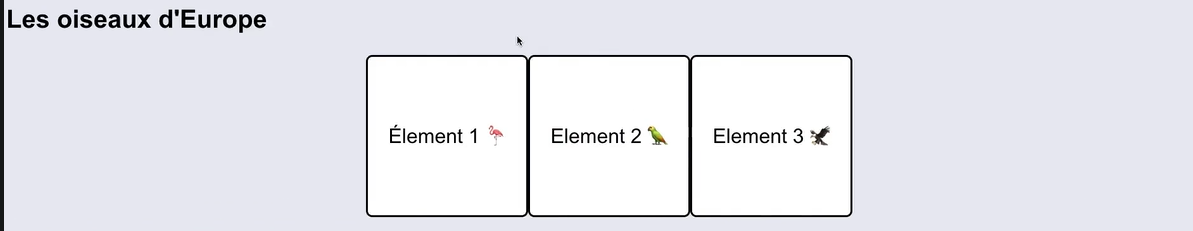 Les oiseaux d'Europe
Élement 1 🦩
Element 2 🦜
Element 3 🦅